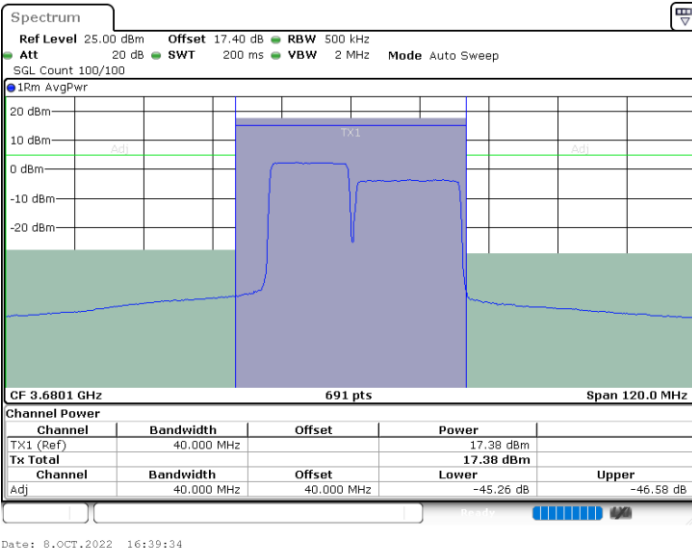 Spectrum
Ref Level 25.00 dBm Offset 17.40 dB RBW 500 kHz
Att 20 dB SWT 200 ms VBW 2 MHz Mode Auto Sweep
SGL Count 100/100
1Rm AvgPwr
20 dBm
TX1
10 dBm
Adj Adj
0 dBm
-10 dBm
-20 dBm
CF 3.6801 GHz 691 pts Span 120.0 MHz
Channel Power
Channel Bandwidth Offset Power
TX1 (Ref) 40.000 MHz 17.38 dBm
Tx Total 17.38 dBm
Channel Bandwidth Offset Lower Upper
Adj 40.000 MHz 40.000 MHz -45.26 dB -46.58 dB
Ready
Date: 8.OCT.2022 16:39:34